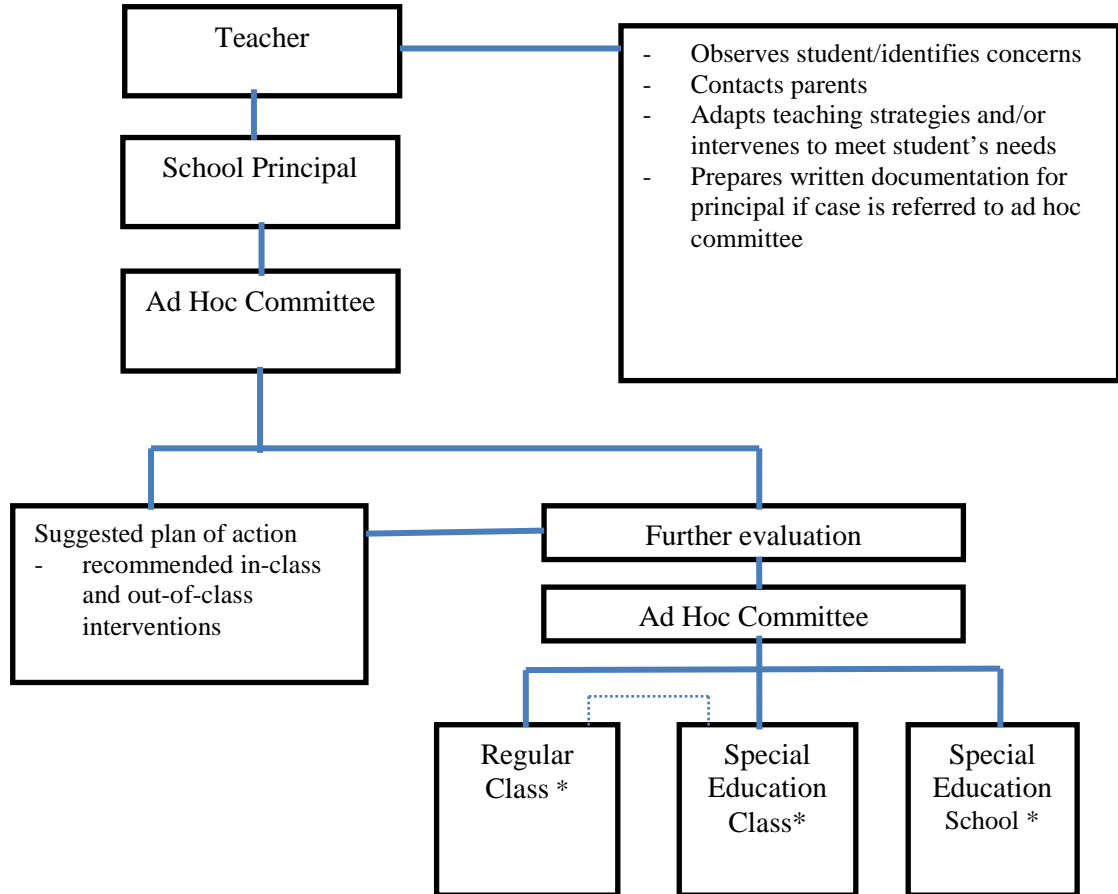 Teacher
- Observes student/identifies concerns
- Contacts parents
- Adapts teaching strategies and/or
intervenes to meet student’s needs
- Prepares written documentation for
principal if case is referred to ad hoc
committee
School Principal
Ad Hoc Committee
Suggested plan of action
- recommended in-class
and out-of-class
interventions
Further evaluation
Ad Hoc Committee
Regular
Class *
Special
Education
Class*
Special
Education
School *